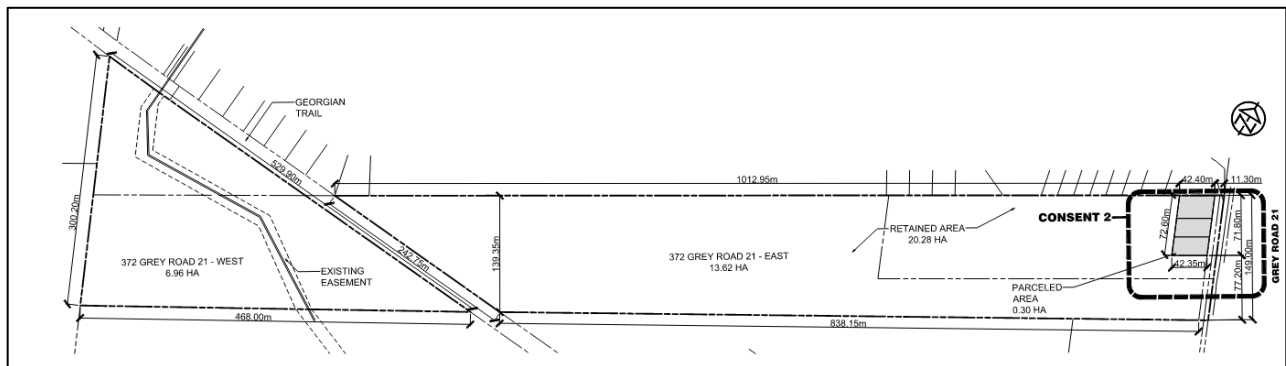 GEORGIAN
TRAIL
529.90m
300.20m
372 GREY ROAD 21 - WEST
6.96 HA
EXISTING
EASEMENT
468.00m
242.75m
1012.95m
139.35m
372 GREY ROAD 21 - EAST
13.62 HA
838.15m
RETAINED AREA
20.28 HA
CONSENT 2
PARCELED
AREA
0.30 HA
42.40m
11.30m
72.60m
42.35m
71.80m
77.20m
149.00m
GREY ROAD 21